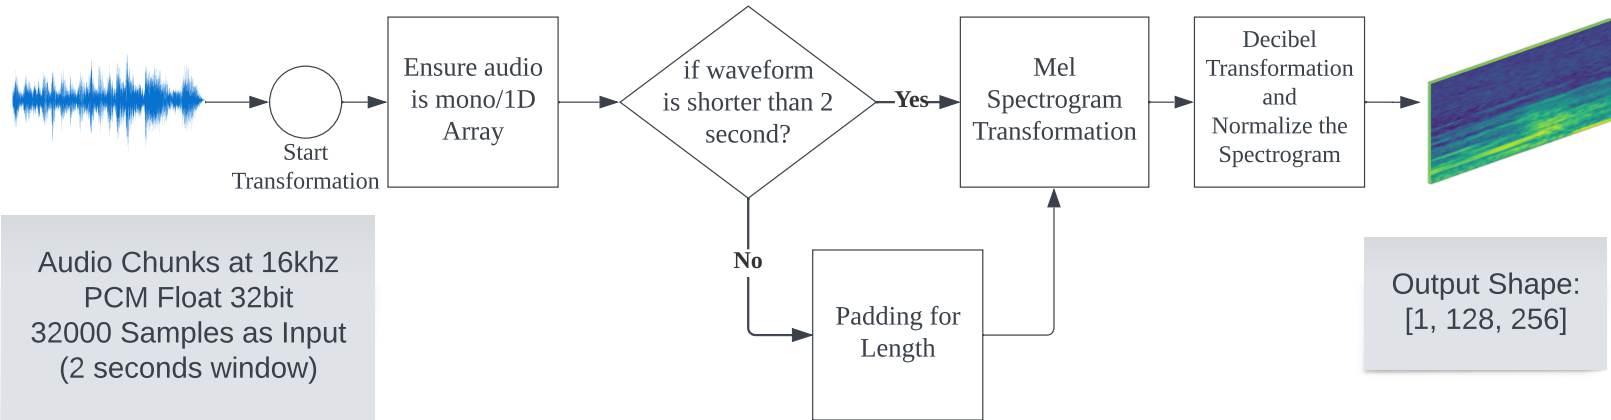 Start
Transformation
Ensure audio
is mono/1D
Array
if waveform
is shorter than 2
second?
Yes
No
Padding for
Length
Mel
Spectrogram
Transformation
Decibel
Transformation
and
Normalize the
Spectrogram
Audio Chunks at 16khz
PCM Float 32bit
32000 Samples as Input
(2 seconds window)
Output Shape:
[1, 128, 256]